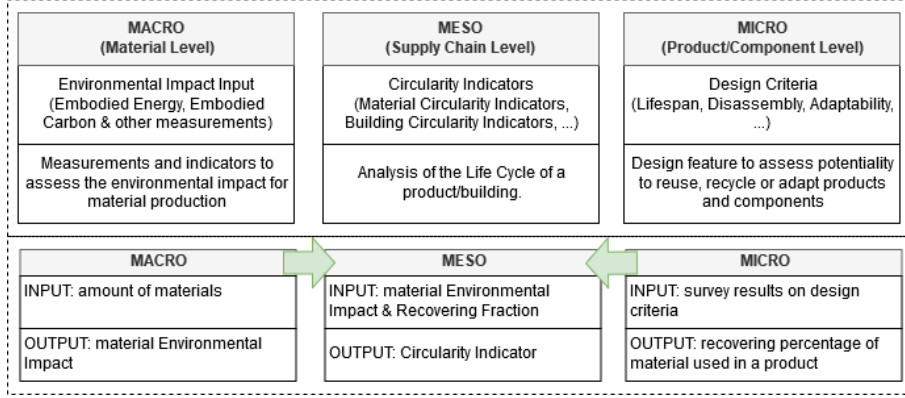 MACRO
(Material Level)
Environmental Impact Input
(Embodied Energy, Embodied
Carbon & other measurements)
Measurements and indicators to
assess the environmental impact for
material production
MESO
(Supply Chain Level)
Circularity Indicators
(Material Circularity Indicators,
Building Circularity Indicators, ...)
Analysis of the Life Cycle of a
product/building.
MICRO
(Product/Component Level)
Design Criteria
(Lifespan, Disassembly, Adaptability,
...)
Design feature to assess potentiality
to reuse, recycle or adapt products
and components
MACRO
INPUT: amount of materials
OUTPUT: material Environmental
Impact
MESO
INPUT: material Environmental
Impact & Recovering Fraction
OUTPUT: Circularity Indicator
MICRO
INPUT: survey results on design
criteria
OUTPUT: recovering percentage of
material used in a product